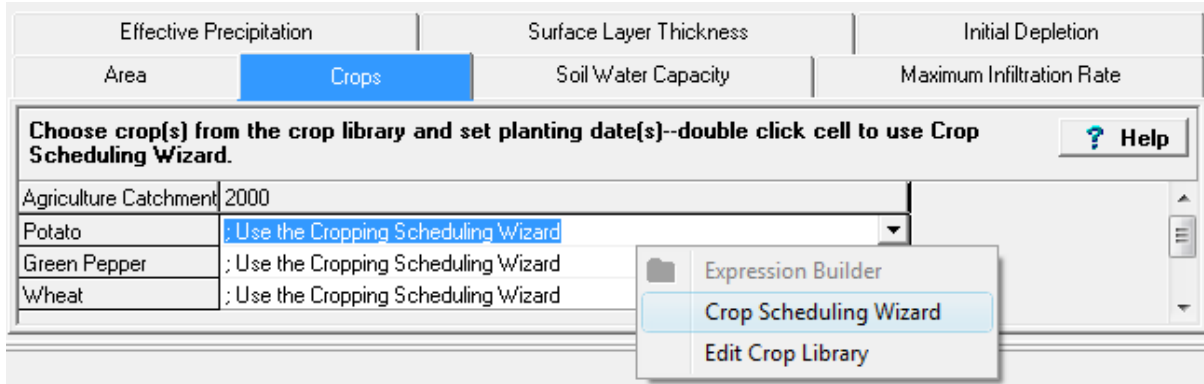 Effective Precipitation Surface Layer Thickness Initial Depletion
Area Crops Soil Water Capacity Maximum Infiltration Rate
Choose crop(s) from the crop library and set planting date(s)--double click cell to use Crop
Scheduling Wizard.
? Help
Agriculture Catchment 2000
Potato ; Use the Cropping Scheduling Wizard
Green Pepper ; Use the Cropping Scheduling Wizard
Wheat ; Use the Cropping Scheduling Wizard
Expression Builder
Crop Scheduling Wizard
Edit Crop Library